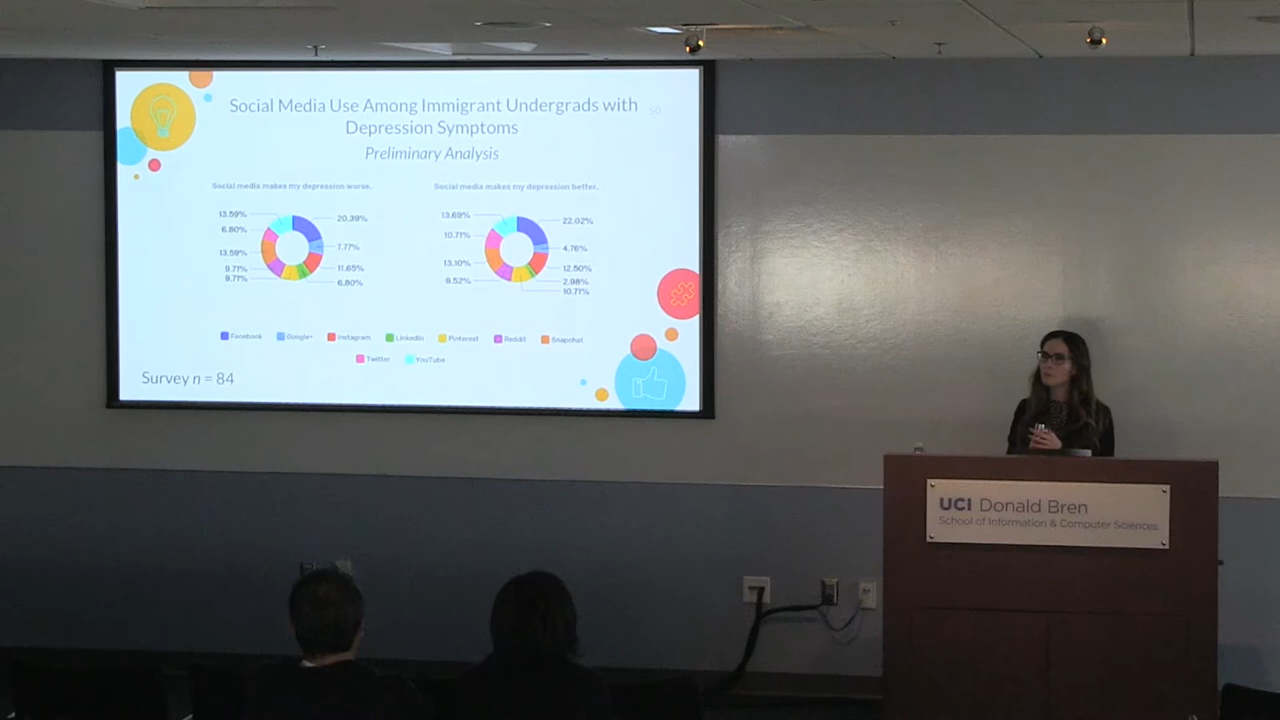 Social Media Use Among Immigrant Undergrads with
50
Depression Symptoms
Preliminary Analysis
Social media makes my depression worse.
13.59%
20.39%
6.80%
7.77%
13.59%
11.65%
9.71%
9.71%
6.80%
Social media makes my depression better.
13.69%
22.02%
10.71%
4.76%
13.10%
12.50%
9.52%
2.98%
10.71%
Facebook Google+ Instagram LinkedIn Pinterest Reddit Snapchat
Twitter YouTube
Survey n = 84
UCI Donald Bren
School of Information & Computer Sciences